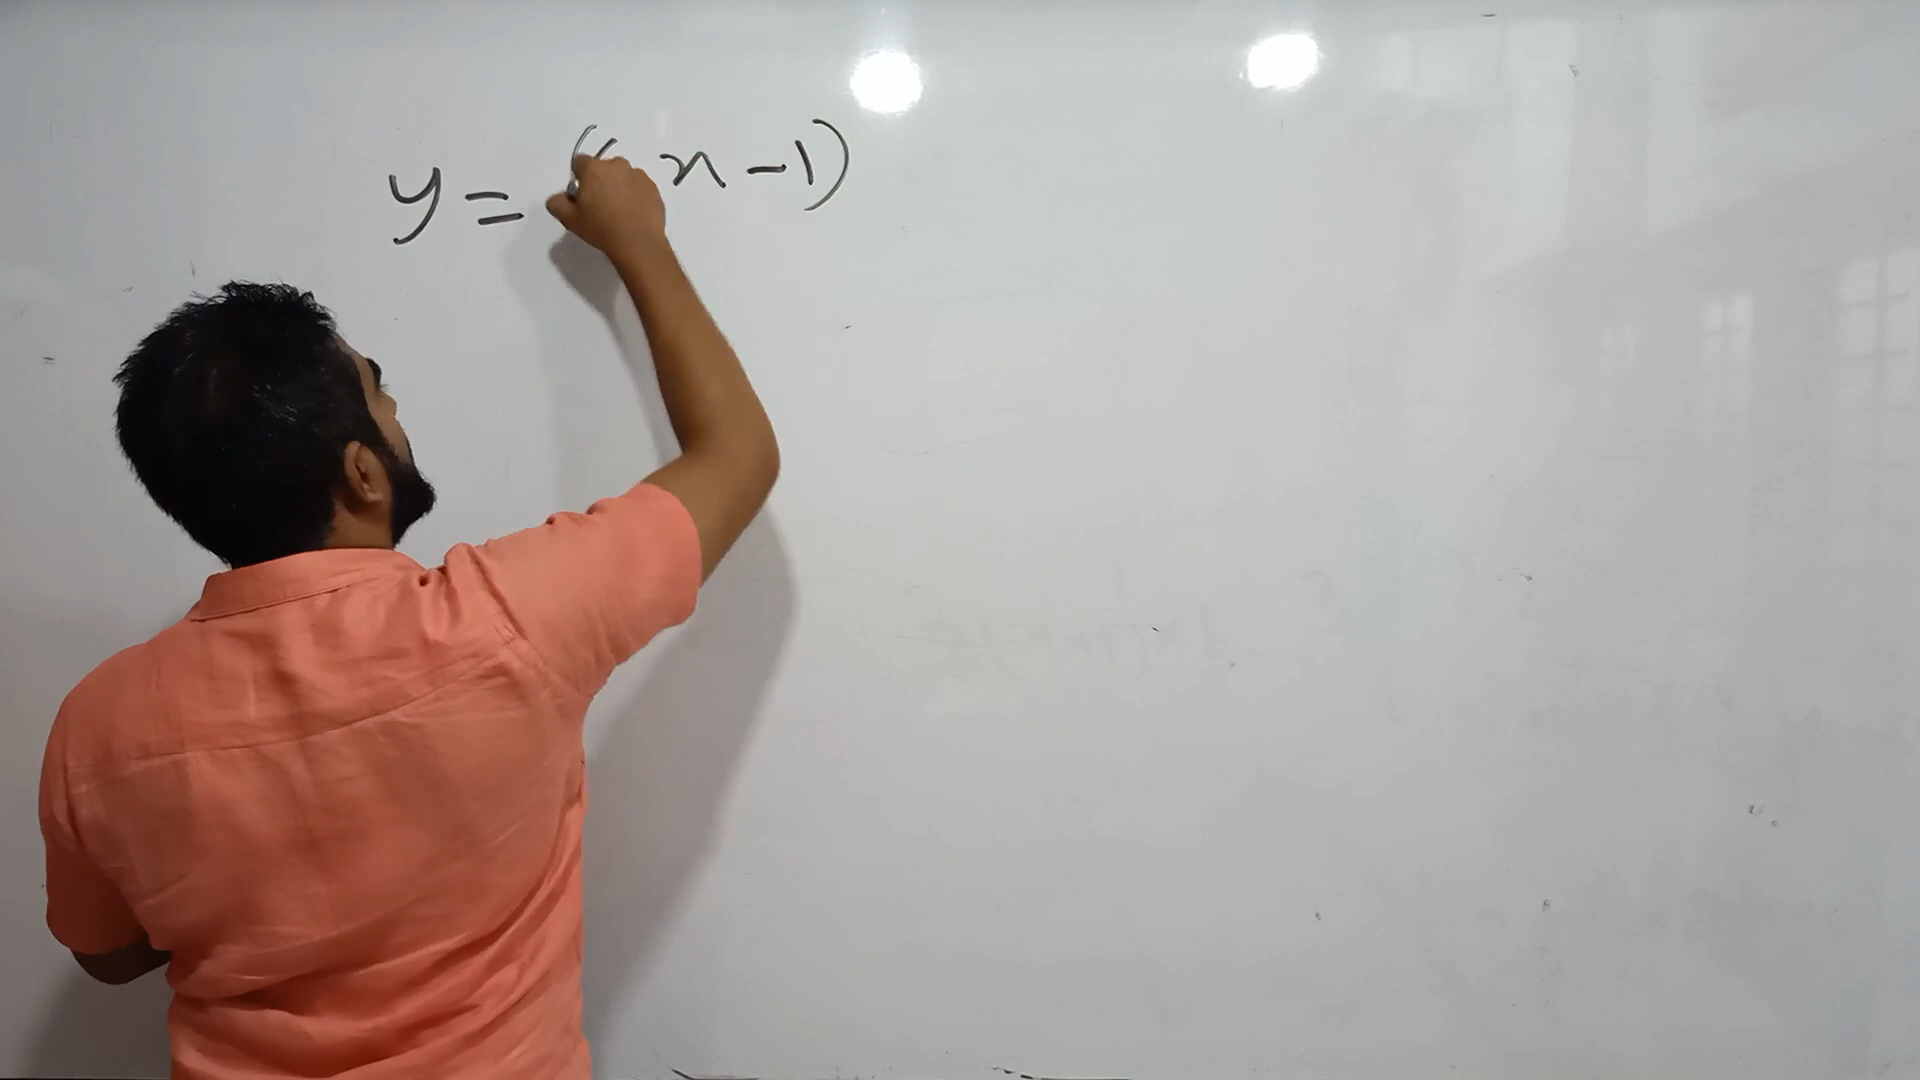 y = ( x - 1)